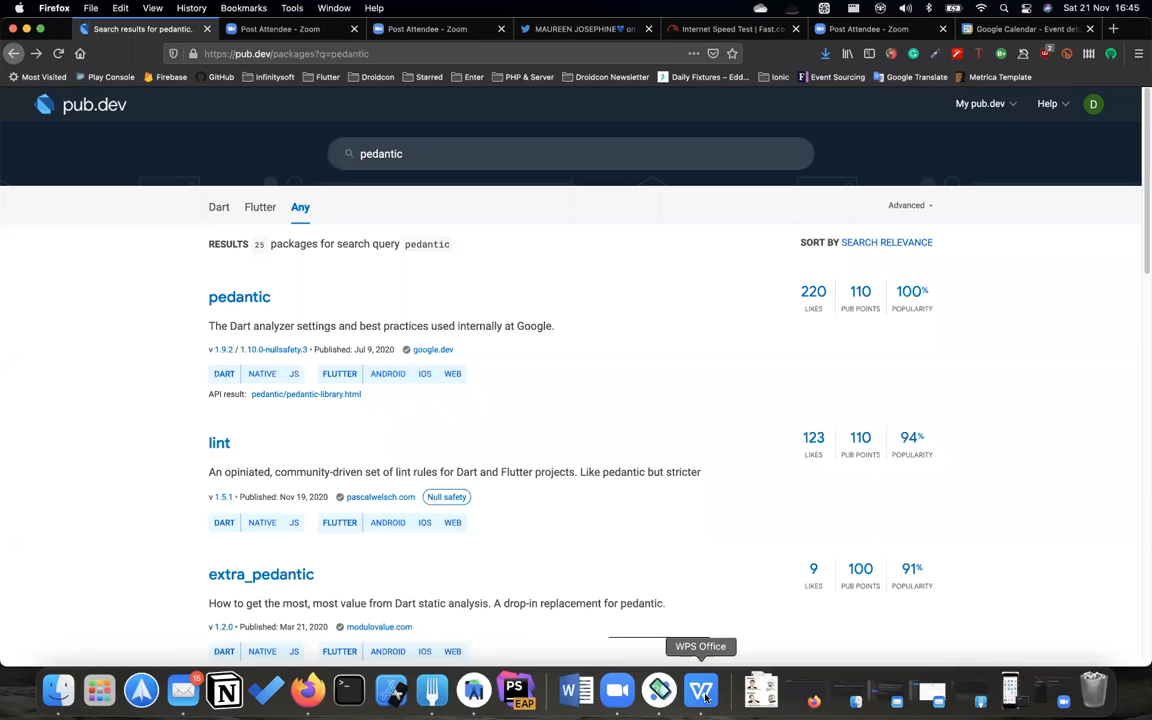 Firefox File Edit View History Bookmarks Tools Window Help Sat 21 Nov 16:45
Search results for pedantic. Post Attendee - Zoom Post Attendee - Zoom MAUREEN JOSEPHINE💙 on Internet Speed Test | Fast.co Post Attendee - Zoom Google Calendar - Event deta
https://pub.dev/packages?q=pedantic
Most Visited Play Console Firebase GitHub Infinitysoft Flutter Droidcon Starred Enter PHP & Server Droidcon Newsletter Daily Fixtures – Edd... Ionic Event Sourcing Google Translate Metrica Template
pub.dev My pub.dev Help D
pedantic
Dart Flutter Any Advanced
RESULTS 25 packages for search query pedantic SORT BY SEARCH RELEVANCE
pedantic 220 110 100%
LIKES PUB POINTS POPULARITY
The Dart analyzer settings and best practices used internally at Google.
v 1.9.2 / 1.10.0-nullsafety.3 • Published: Jul 9, 2020 google.dev
DART NATIVE JS FLUTTER ANDROID IOS WEB
API result: pedantic/pedantic-library.html
lint 123 110 94%
LIKES PUB POINTS POPULARITY
An opiniated, community-driven set of lint rules for Dart and Flutter projects. Like pedantic but stricter
v 1.5.1 • Published: Nov 19, 2020 pascalwelsch.com Null safety
DART NATIVE JS FLUTTER ANDROID IOS WEB
extra_pedantic 9 100 91%
LIKES PUB POINTS POPULARITY
How to get the most, most value from Dart static analysis. A drop-in replacement for pedantic.
v 1.2.0 • Published: Mar 21, 2020 modulovalue.com
DART NATIVE JS FLUTTER ANDROID IOS WEB
WPS Office
15
PS
EAP